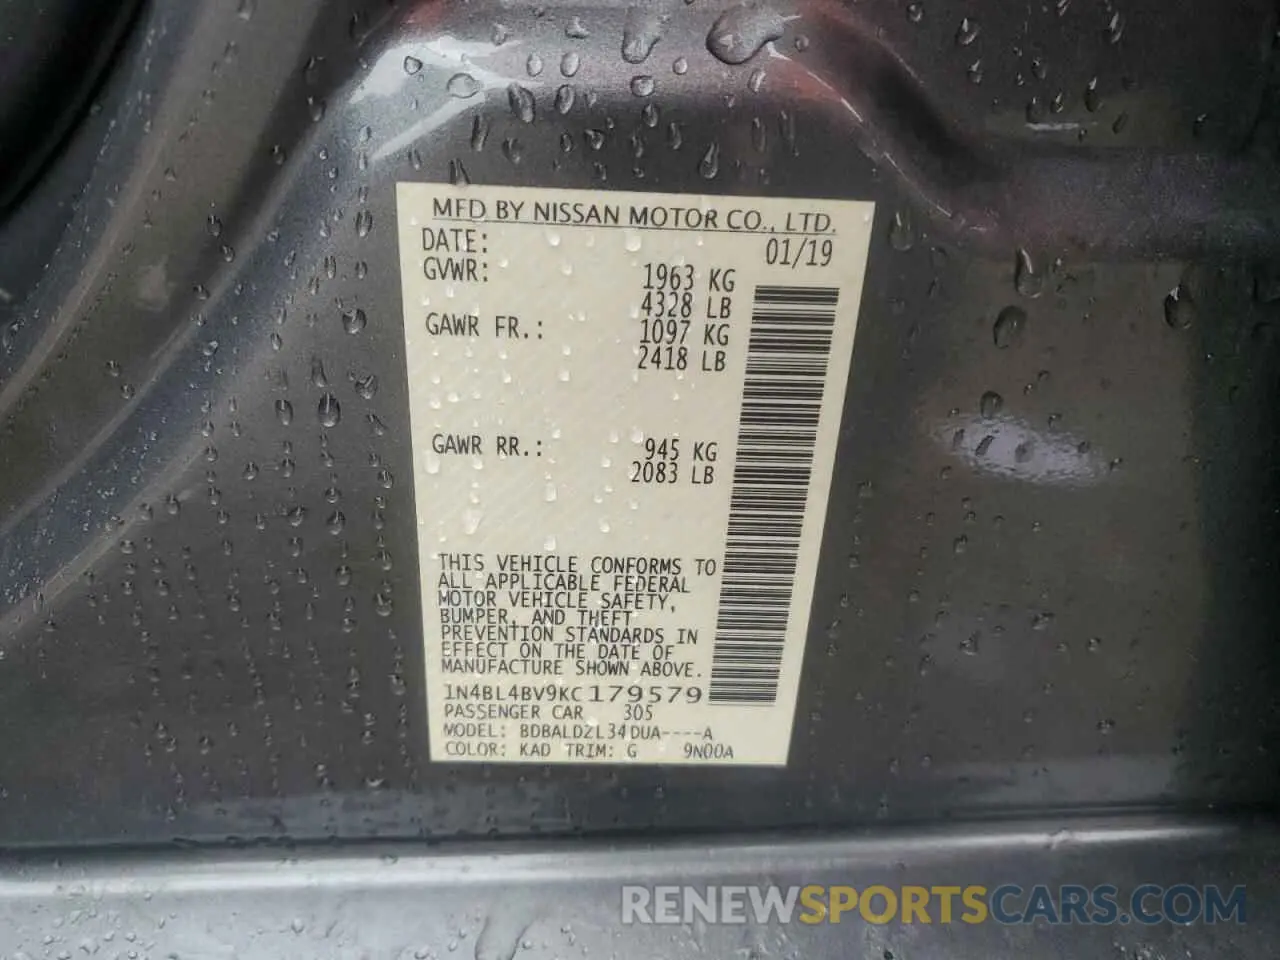 MFD BY NISSAN MOTOR CO., LTD.
DATE: 01/19
GVWR: 1963 KG
4328 LB
GAWR FR.: 1097 KG
2418 LB
GAWR RR.: 945 KG
2083 LB
THIS VEHICLE CONFORMS TO
ALL APPLICABLE FEDERAL
MOTOR VEHICLE SAFETY,
BUMPER, AND THEFT
PREVENTION STANDARDS IN
EFFECT ON THE DATE OF
MANUFACTURE SHOWN ABOVE.
1N4BL4BV9KC179579
PASSENGER CAR 305
MODEL: BDBALDZL34DUA----A
COLOR: KAD TRIM: G 9N00A
RENEWSPORTSCARS.COM